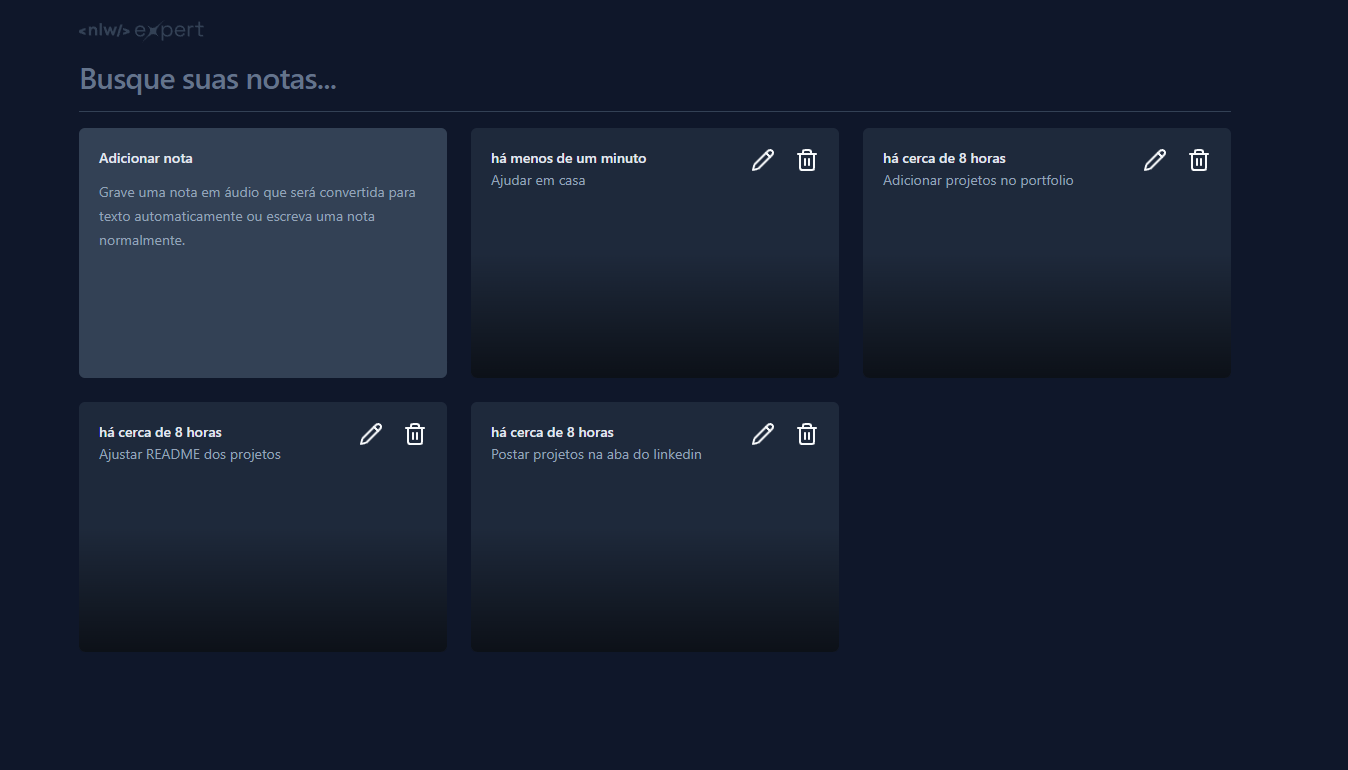 <nlw/> expert
Busque suas notas...
Adicionar nota
Grave uma nota em áudio que será convertida para
texto automaticamente ou escreva uma nota
normalmente.
há menos de um minuto
Ajudar em casa
há cerca de 8 horas
Adicionar projetos no portfolio
há cerca de 8 horas
Ajustar README dos projetos
há cerca de 8 horas
Postar projetos na aba do linkedin